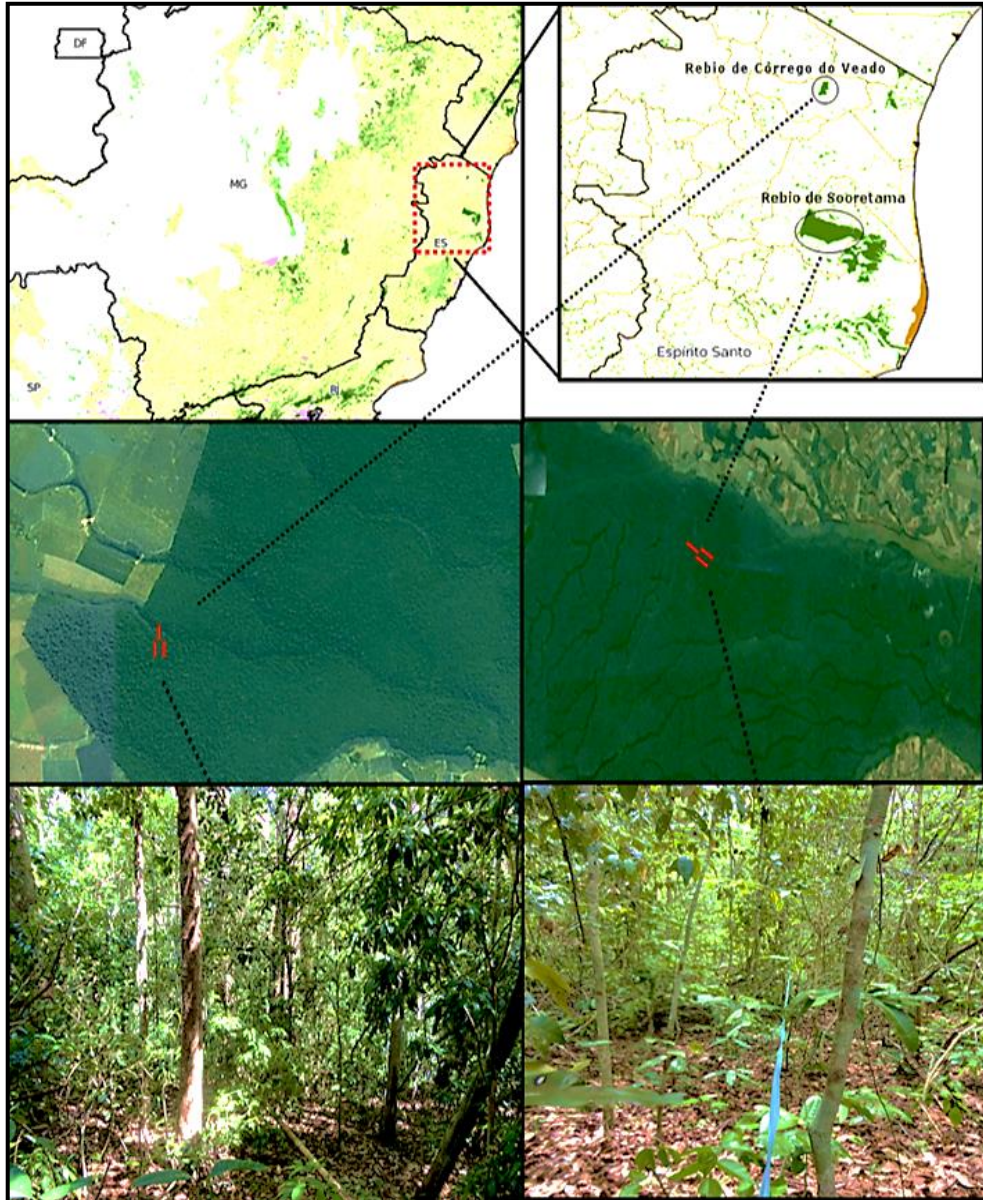 DF
MG
ES
SP
RJ
Rebio de Córrego do Veado
Rebio de Sooretama
Espírito Santo